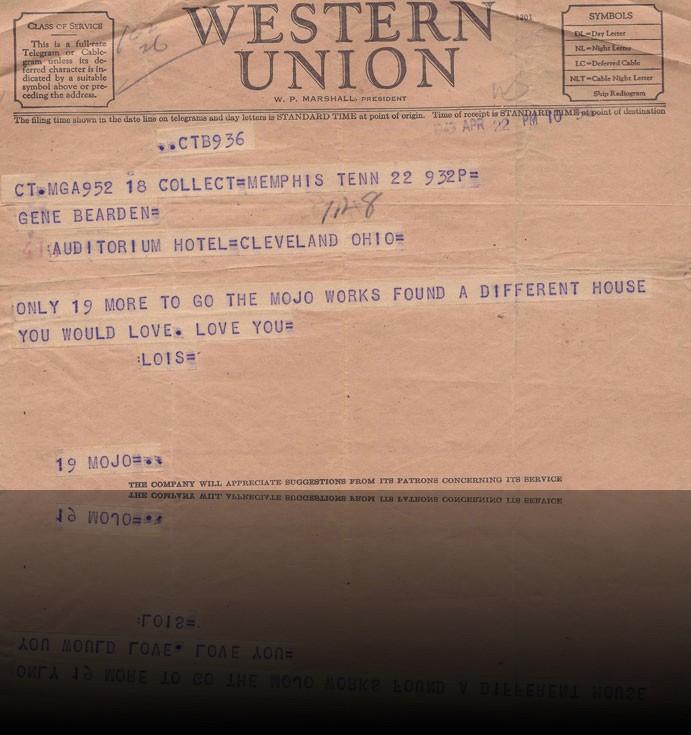 CLASS OF SERVICE
This is a full-rate
Telegram or Cable-
gram unless its de-
ferred character is in-
dicated by a suitable
symbol above or pre-
ceding the address.
WESTERN
UNION
1201
W. P. MARSHALL, PRESIDENT
SYMBOLS
DL=Day Letter
NL=Night Letter
LC=Deferred Cable
NLT=Cable Night Letter
Ship Radiogram
The filing time shown in the date line on telegrams and day letters is STANDARD TIME at point of origin. Time of receipt is STANDARD TIME at point of destination
APR 22 PM 10
..CTB936
CT.MGA952 18 COLLECT=MEMPHIS TENN 22 932P=
GENE BEARDEN=
1128
:AUDITORIUM HOTEL=CLEVELAND OHIO=
:ONLY 19 MORE TO GO THE MOJO WORKS FOUND A DIFFERENT HOUSE
YOU WOULD LOVE. LOVE YOU=
:LOIS=
19 MOJO=..
THE COMPANY WILL APPRECIATE SUGGESTIONS FROM ITS PATRONS CONCERNING ITS SERVICE